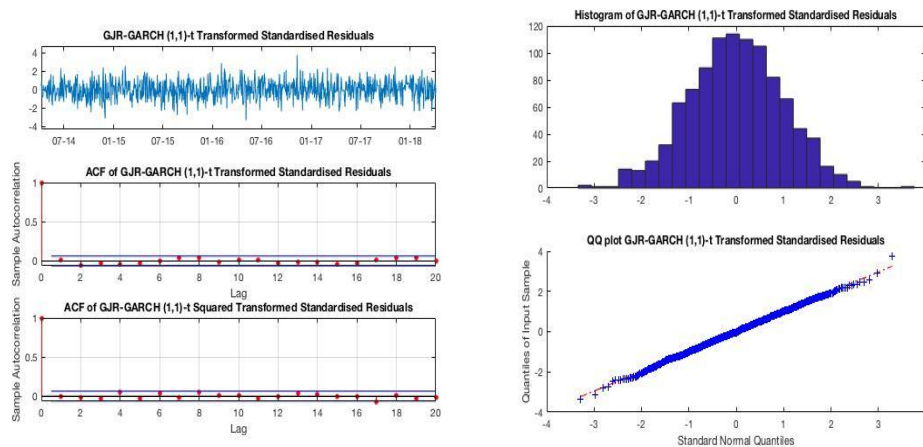 GJR-GARCH (1,1)-t Transformed Standardised Residuals
4
2
0
-2
-4
07-14 01-15 07-15 01-16 07-16 01-17 07-17 01-18
ACF of GJR-GARCH (1,1)-t Transformed Standardised Residuals
Sample Autocorrelation
1
0.5
0
0 2 4 6 8 10 12 14 16 18 20
Lag
ACF of GJR-GARCH (1,1)-t Squared Transformed Standardised Residuals
Sample Autocorrelation
1
0.5
0
0 2 4 6 8 10 12 14 16 18 20
Lag
Histogram of GJR-GARCH (1,1)-t Transformed Standardised Residuals
120
100
80
60
40
20
0
-4 -3 -2 -1 0 1 2 3
QQ plot GJR-GARCH (1,1)-t Transformed Standardised Residuals
Quantiles of Input Sample
4
2
0
-2
-4
-4 -3 -2 -1 0 1 2 3
Standard Normal Quantiles